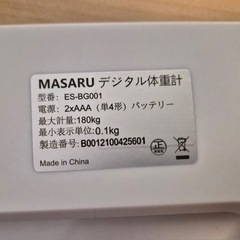 MASARU デジタル体重計
型番： ES-BG001
電源： 2xAAA（単4形）バッテリー
最大計量: 180kg
最小表示単位: 0.1kg
製造番号: B0012100425601
Made in China
正